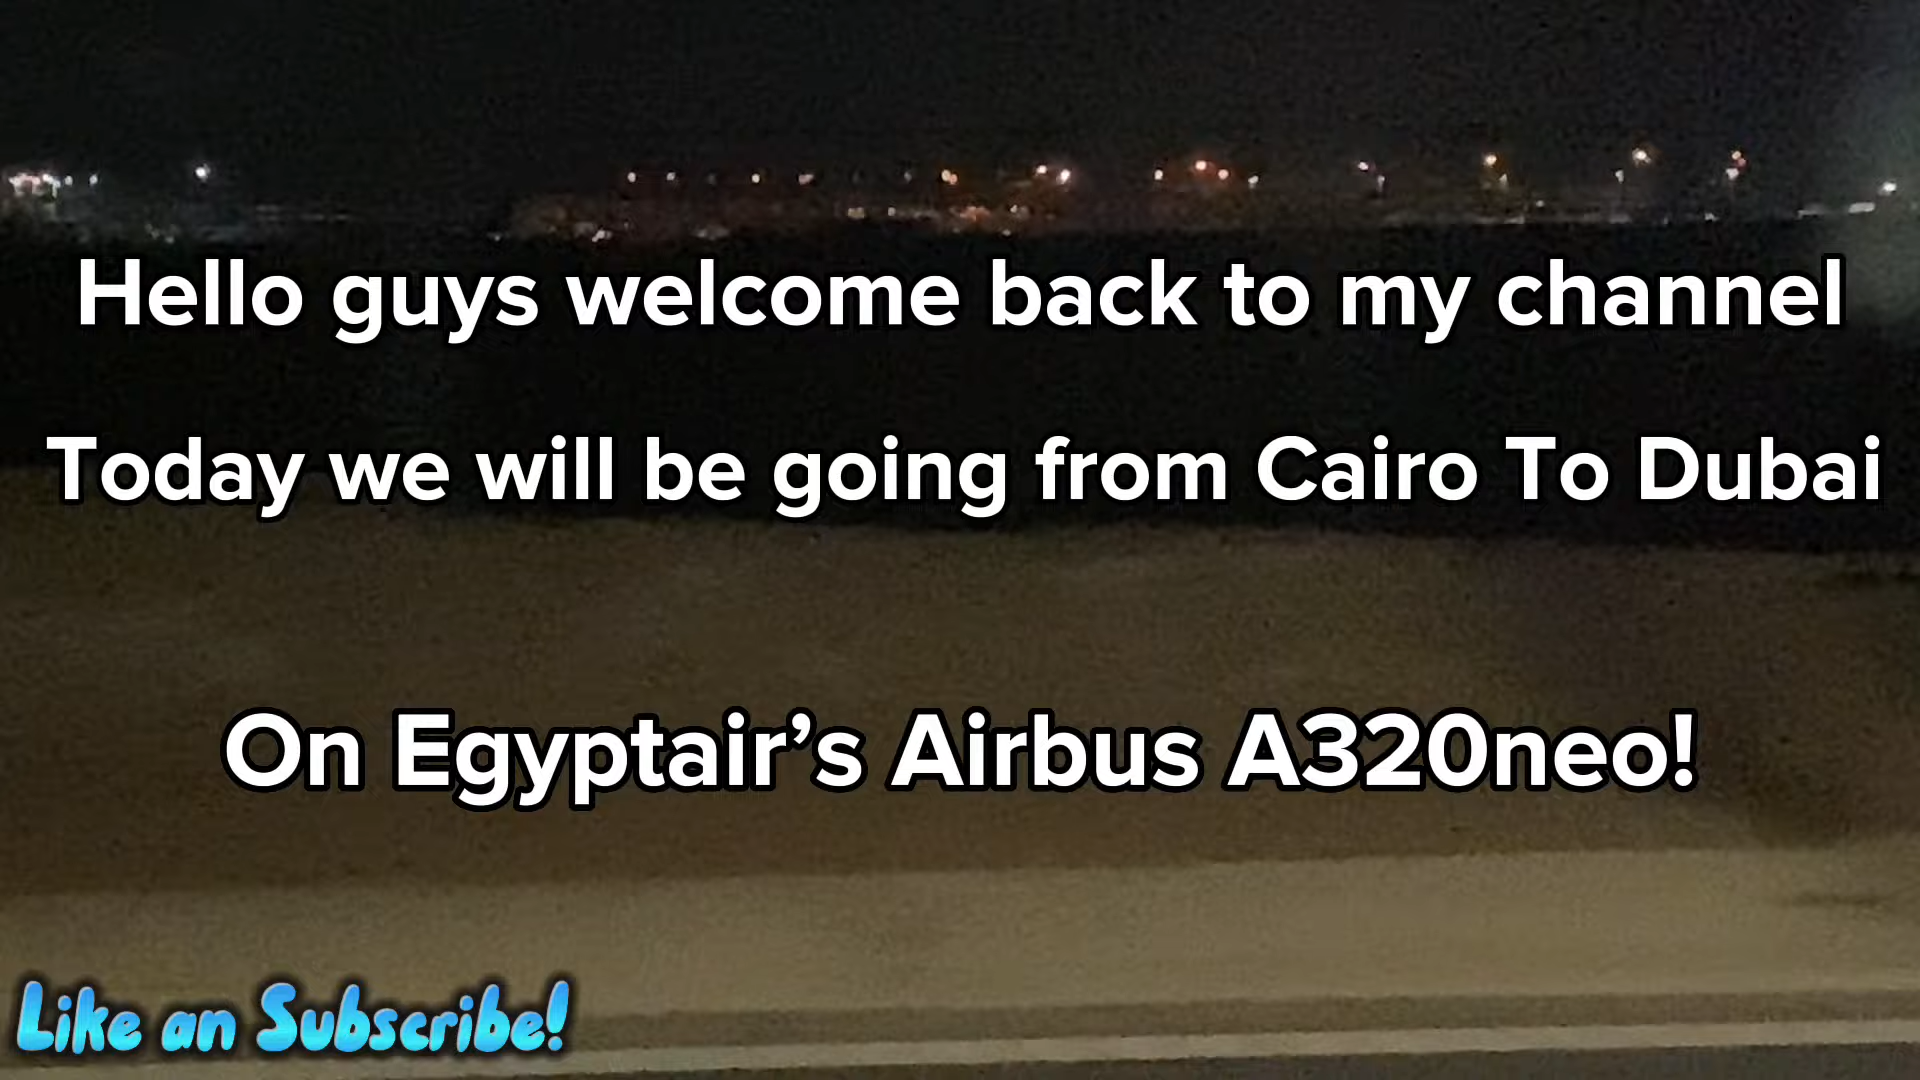 Hello guys welcome back to my channel
Today we will be going from Cairo To Dubai
On Egyptair’s Airbus A320neo!
Like an Subscribe!